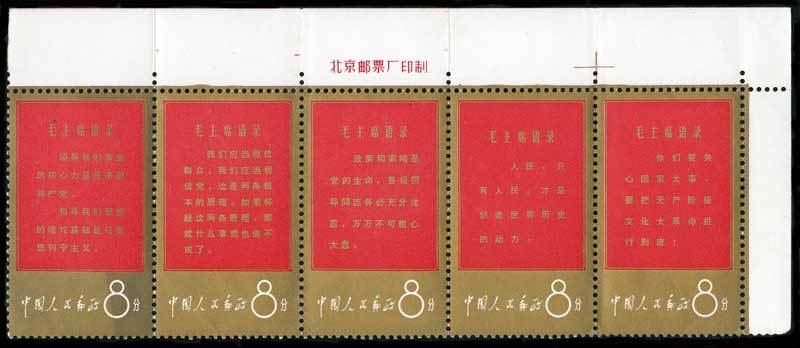 北京邮票厂印制
毛主席语录
领导我们事业
的核心力量是中国
共产党。
指导我们思想
的理论基础是马克
思列宁主义。
中国人民邮政8分
毛主席语录
我们应当相信
群众，我们应当相
信党，这是两条根
本的原理。如果怀
疑这两条原理，那
就什么事情也做不
成了。
中国人民邮政8分
毛主席语录
政策和策略是
党的生命，各级领
导同志务必充分注
意，万万不可粗心
大意。
中国人民邮政8分
毛主席语录
人民，只
有人民，才是
创造世界历史
的动力。
中国人民邮政8分
毛主席语录
你们要关
心国家大事，
要把无产阶级
文化大革命进
行到底！
中国人民邮政8分